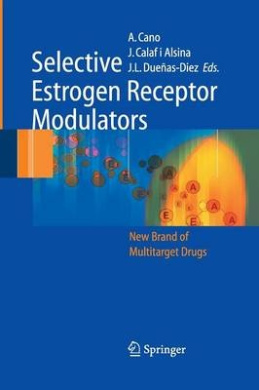 A. Cano
J. Calaf i Alsina
J.L. Dueñas-Diez Eds.
Selective
Estrogen Receptor
Modulators
New Brand of
Multitarget Drugs
Springer